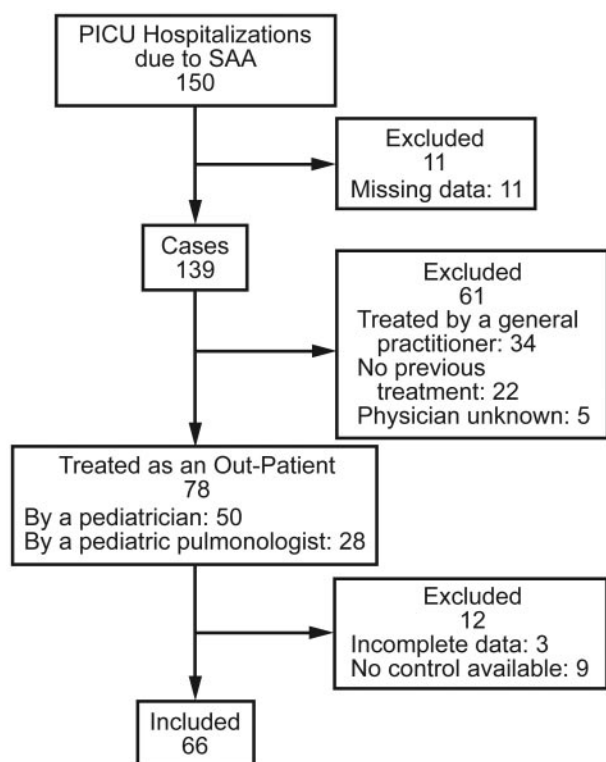 PICU Hospitalizations
due to SAA
150
Excluded
11
Missing data: 11
Cases
139
Excluded
61
Treated by a general
practitioner: 34
No previous
treatment: 22
Physician unknown: 5
Treated as an Out-Patient
78
By a pediatrician: 50
By a pediatric pulmonologist: 28
Excluded
12
Incomplete data: 3
No control available: 9
Included
66